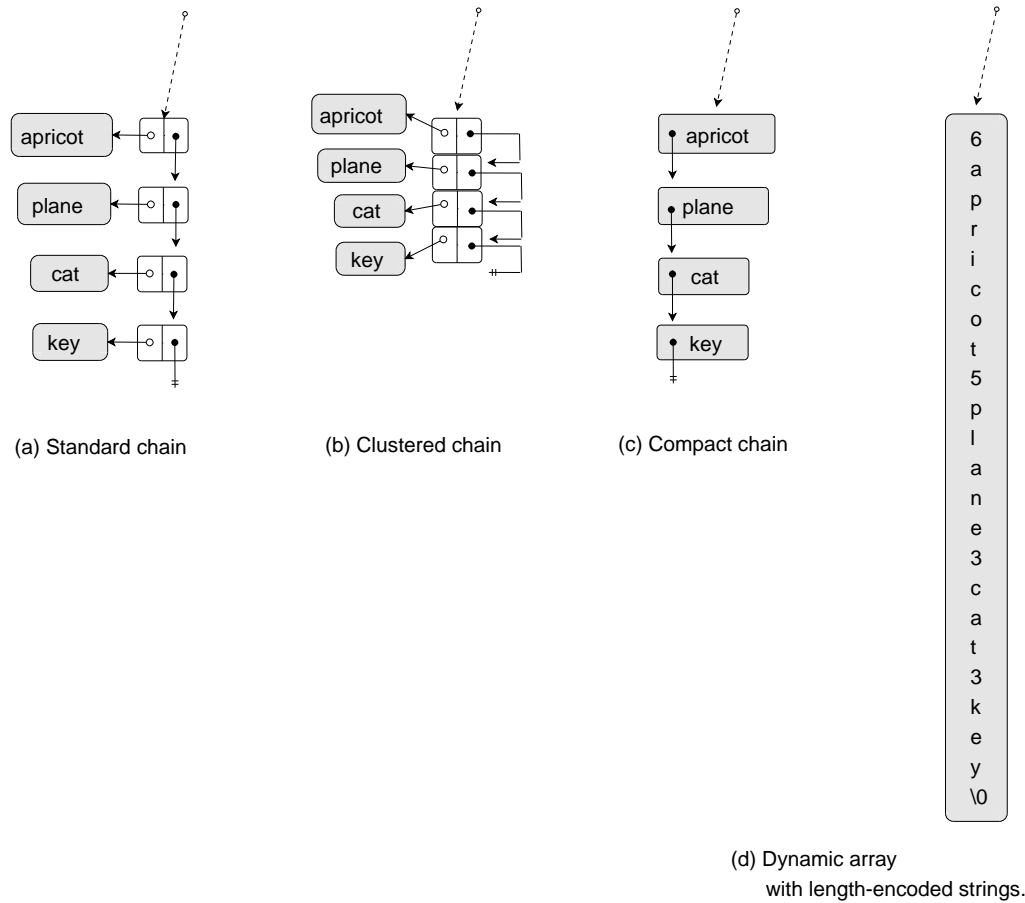 apricot
plane
cat
key
(a) Standard chain
apricot
plane
cat
key
(b) Clustered chain
apricot
plane
cat
key
(c) Compact chain
6
a
p
r
i
c
o
t
5
p
l
a
n
e
3
c
a
t
3
k
e
y
\0
(d) Dynamic array
with length-encoded strings.